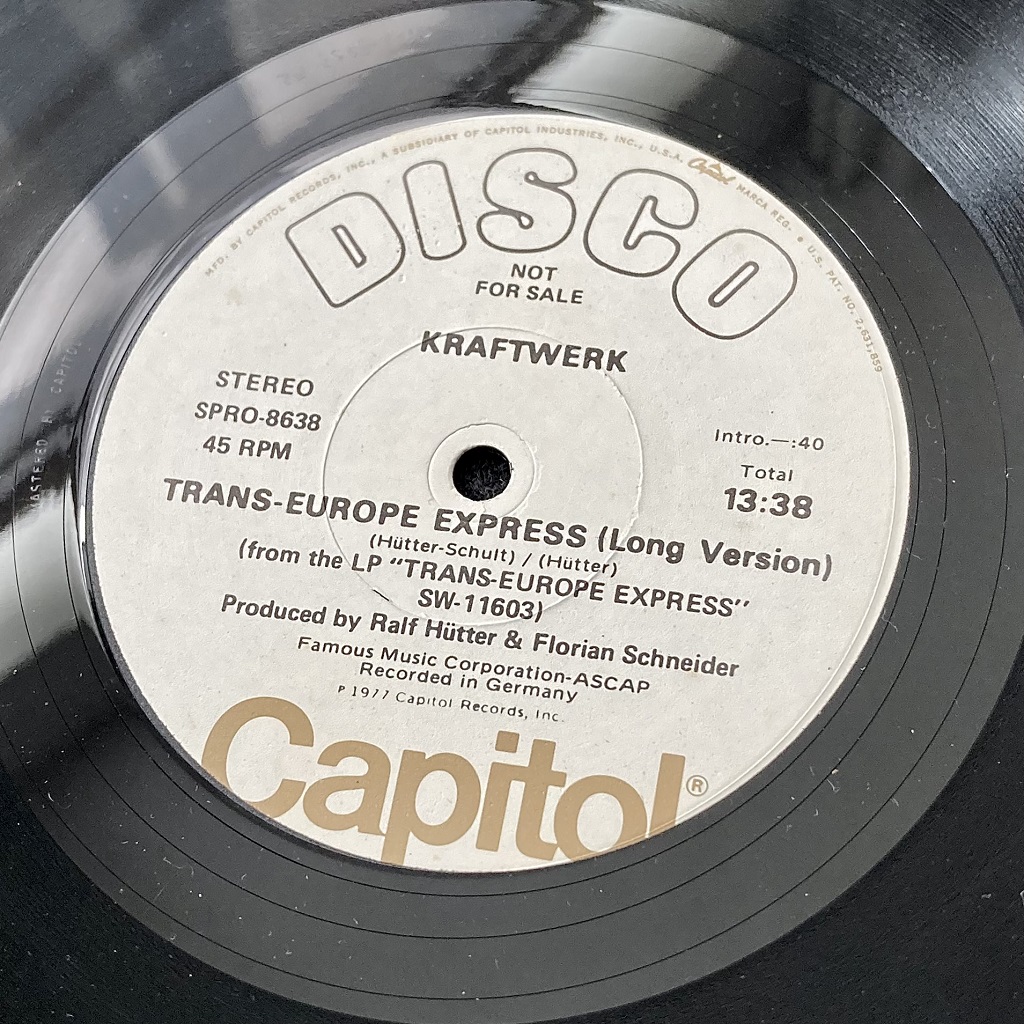 MFD. BY CAPITOL RECORDS, INC., A SUBSIDIARY OF CAPITOL INDUSTRIES, INC., U.S.A. Capitol MARCA REG. • U.S. PAT. NO. 2,631,859
DISCO
NOT
FOR SALE
KRAFTWERK
STEREO
SPRO-8638
45 RPM
Intro.—:40
Total
13:38
TRANS-EUROPE EXPRESS (Long Version)
(Hütter-Schult) / (Hütter)
(from the LP "TRANS-EUROPE EXPRESS"
SW-11603)
Produced by Ralf Hütter & Florian Schneider
Famous Music Corporation-ASCAP
Recorded in Germany
℗ 1977 Capitol Records, Inc.
Capitol®
MASTERED BY CAPITOL